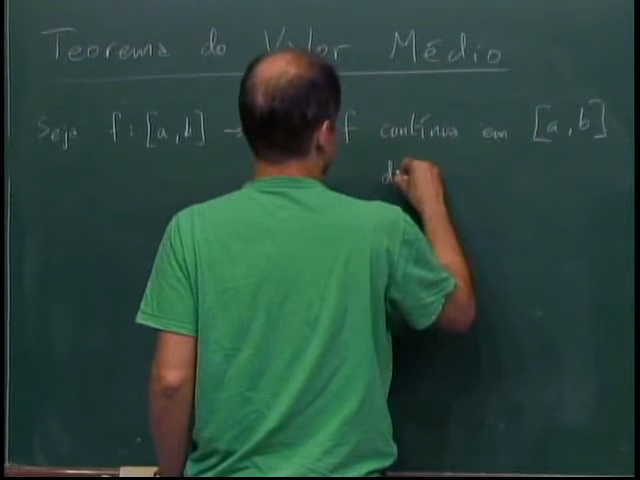 Teorema do Valor Médio
Seja f : [a, b] → f contínua em [a, b]